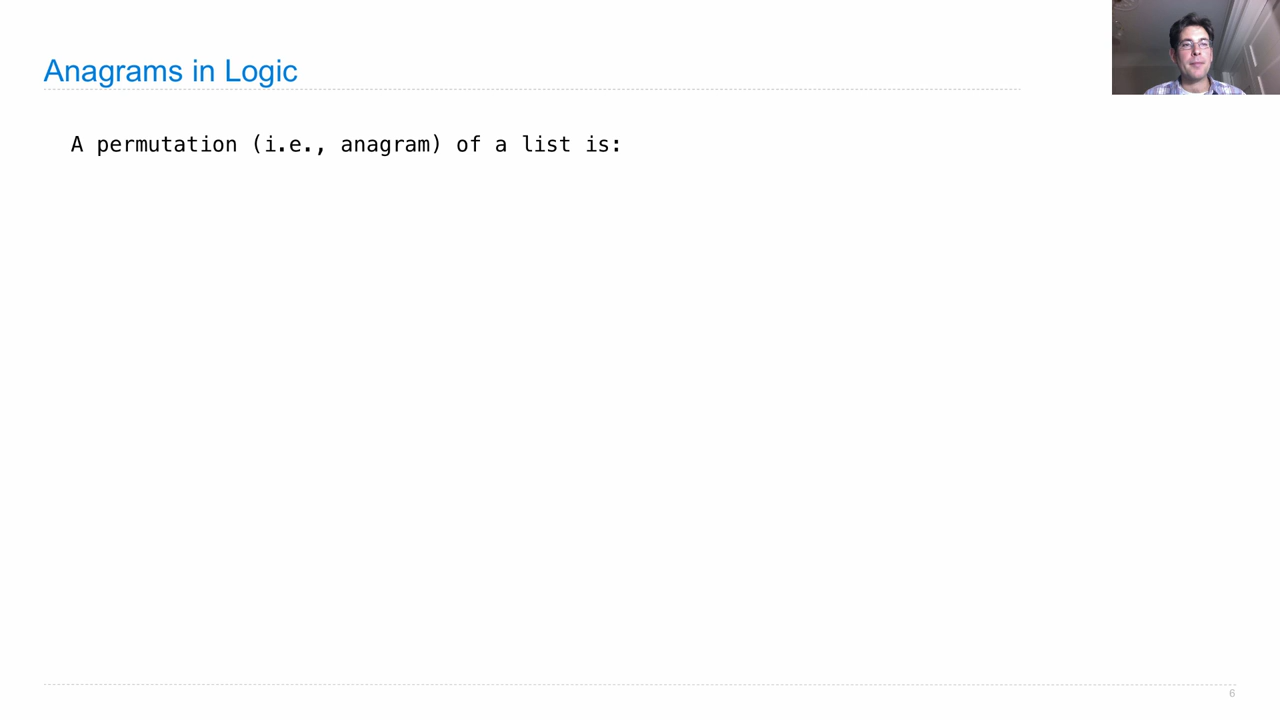 Anagrams in Logic
A permutation (i.e., anagram) of a list is:
6